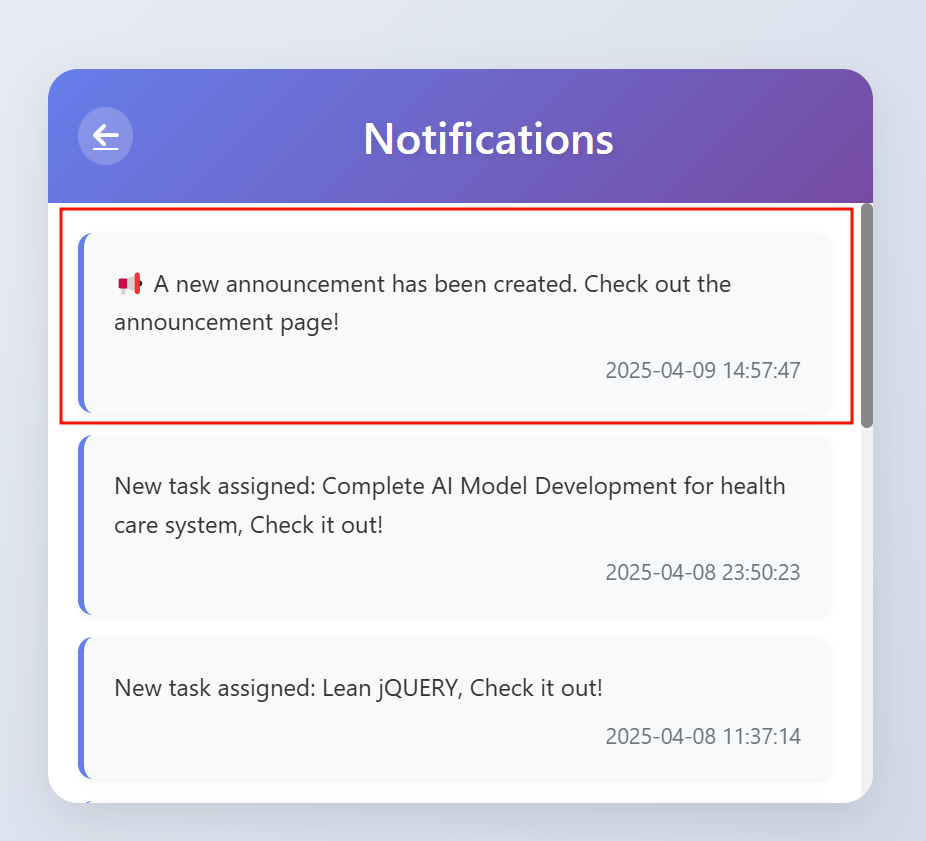 Notifications
📢 A new announcement has been created. Check out the
announcement page!
2025-04-09 14:57:47
New task assigned: Complete AI Model Development for health
care system, Check it out!
2025-04-08 23:50:23
New task assigned: Lean jQUERY, Check it out!
2025-04-08 11:37:14